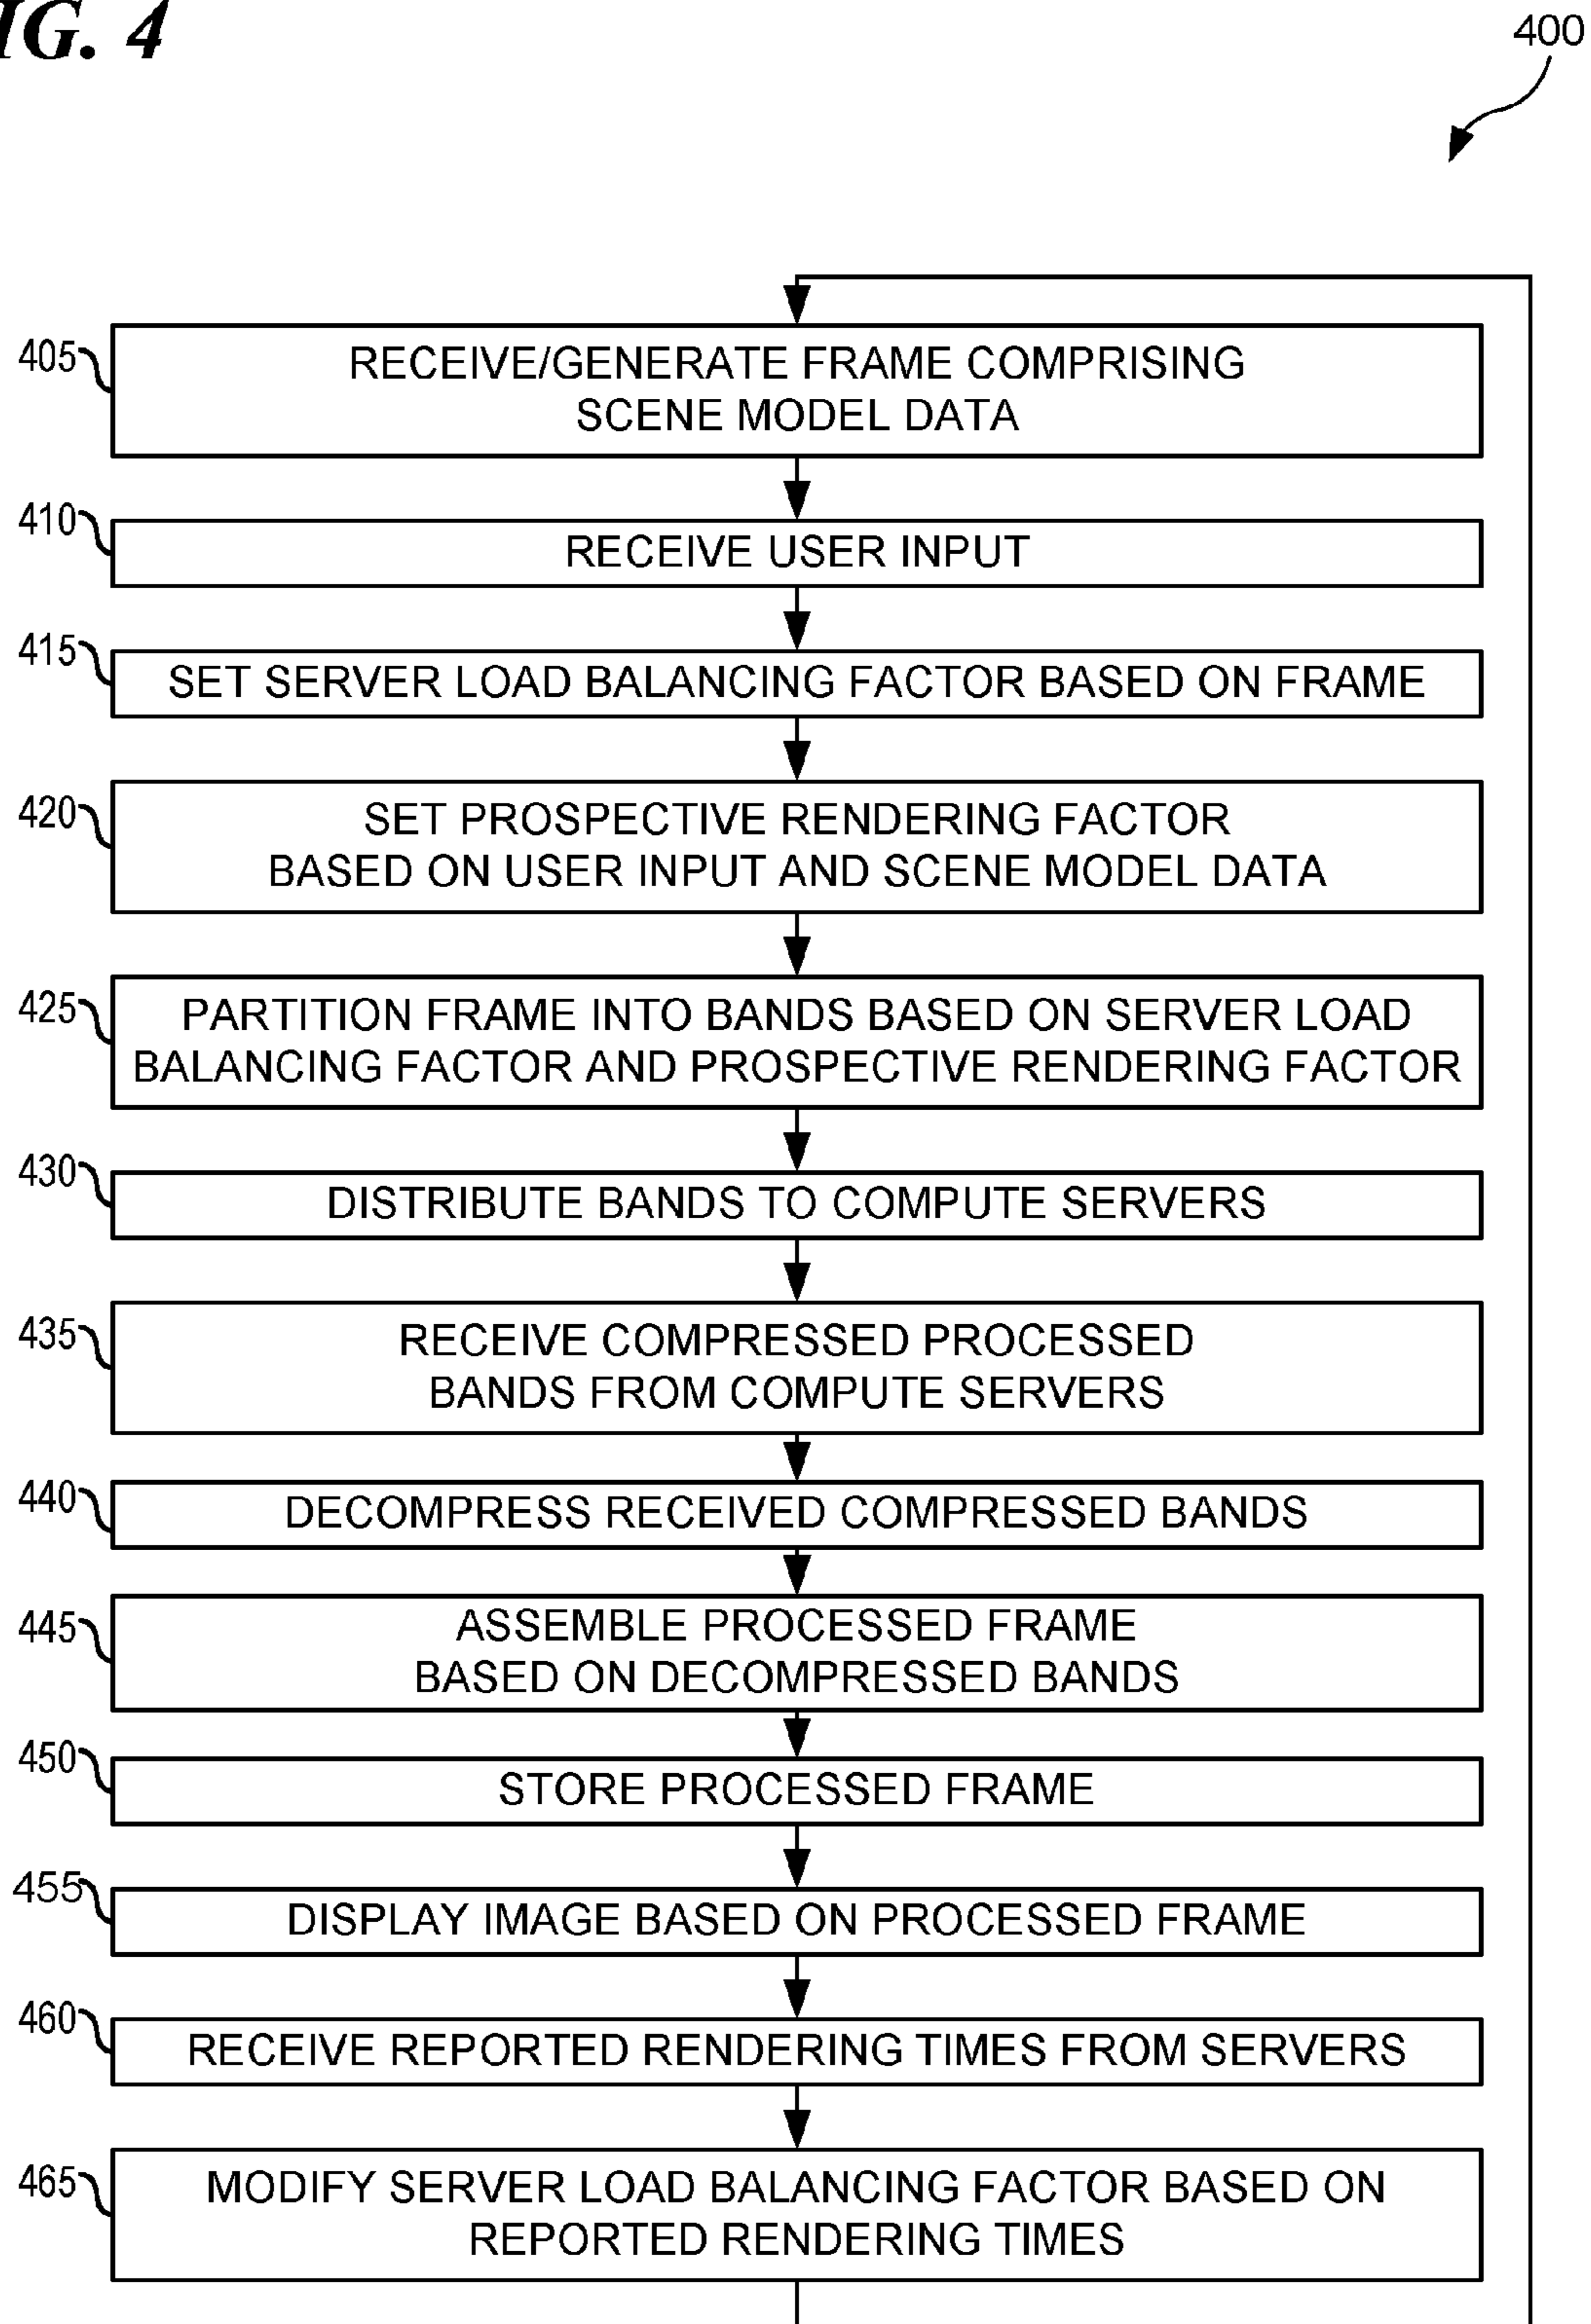 IG. 4
400
405
RECEIVE/GENERATE FRAME COMPRISING
SCENE MODEL DATA
410
RECEIVE USER INPUT
415
SET SERVER LOAD BALANCING FACTOR BASED ON FRAME
420
SET PROSPECTIVE RENDERING FACTOR
BASED ON USER INPUT AND SCENE MODEL DATA
425
PARTITION FRAME INTO BANDS BASED ON SERVER LOAD
BALANCING FACTOR AND PROSPECTIVE RENDERING FACTOR
430
DISTRIBUTE BANDS TO COMPUTE SERVERS
435
RECEIVE COMPRESSED PROCESSED
BANDS FROM COMPUTE SERVERS
440
DECOMPRESS RECEIVED COMPRESSED BANDS
445
ASSEMBLE PROCESSED FRAME
BASED ON DECOMPRESSED BANDS
450
STORE PROCESSED FRAME
455
DISPLAY IMAGE BASED ON PROCESSED FRAME
460
RECEIVE REPORTED RENDERING TIMES FROM SERVERS
465
MODIFY SERVER LOAD BALANCING FACTOR BASED ON
REPORTED RENDERING TIMES